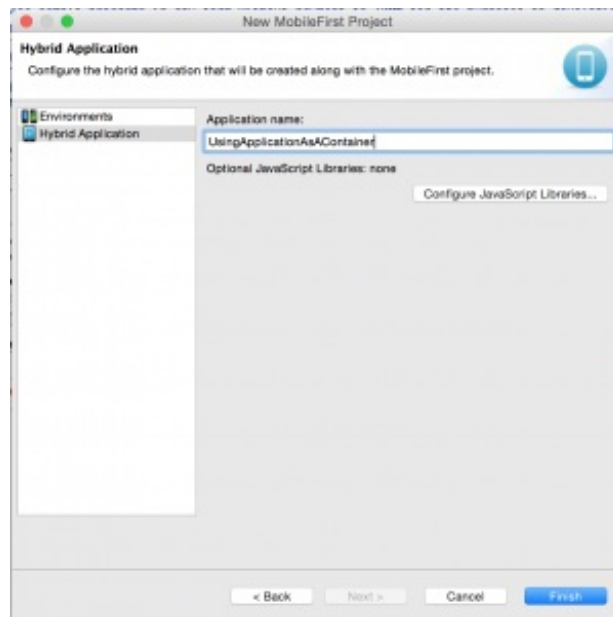 New MobileFirst Project
Hybrid Application
Configure the hybrid application that will be created along with the MobileFirst project.
Environments
Hybrid Application
Application name:
UsingApplicationAsAContainer
Optional JavaScript Libraries: none
Configure JavaScript Libraries...
< Back
Next >
Cancel
Finish